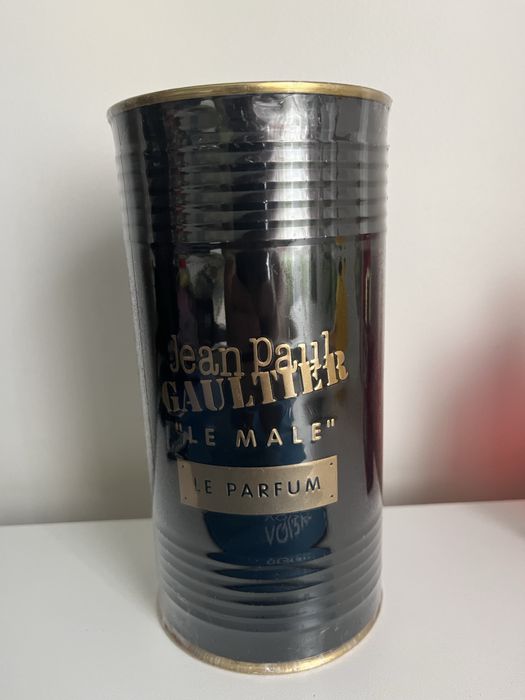 Jean Paul
GAULTIER
"LE MALE"
LE PARFUM